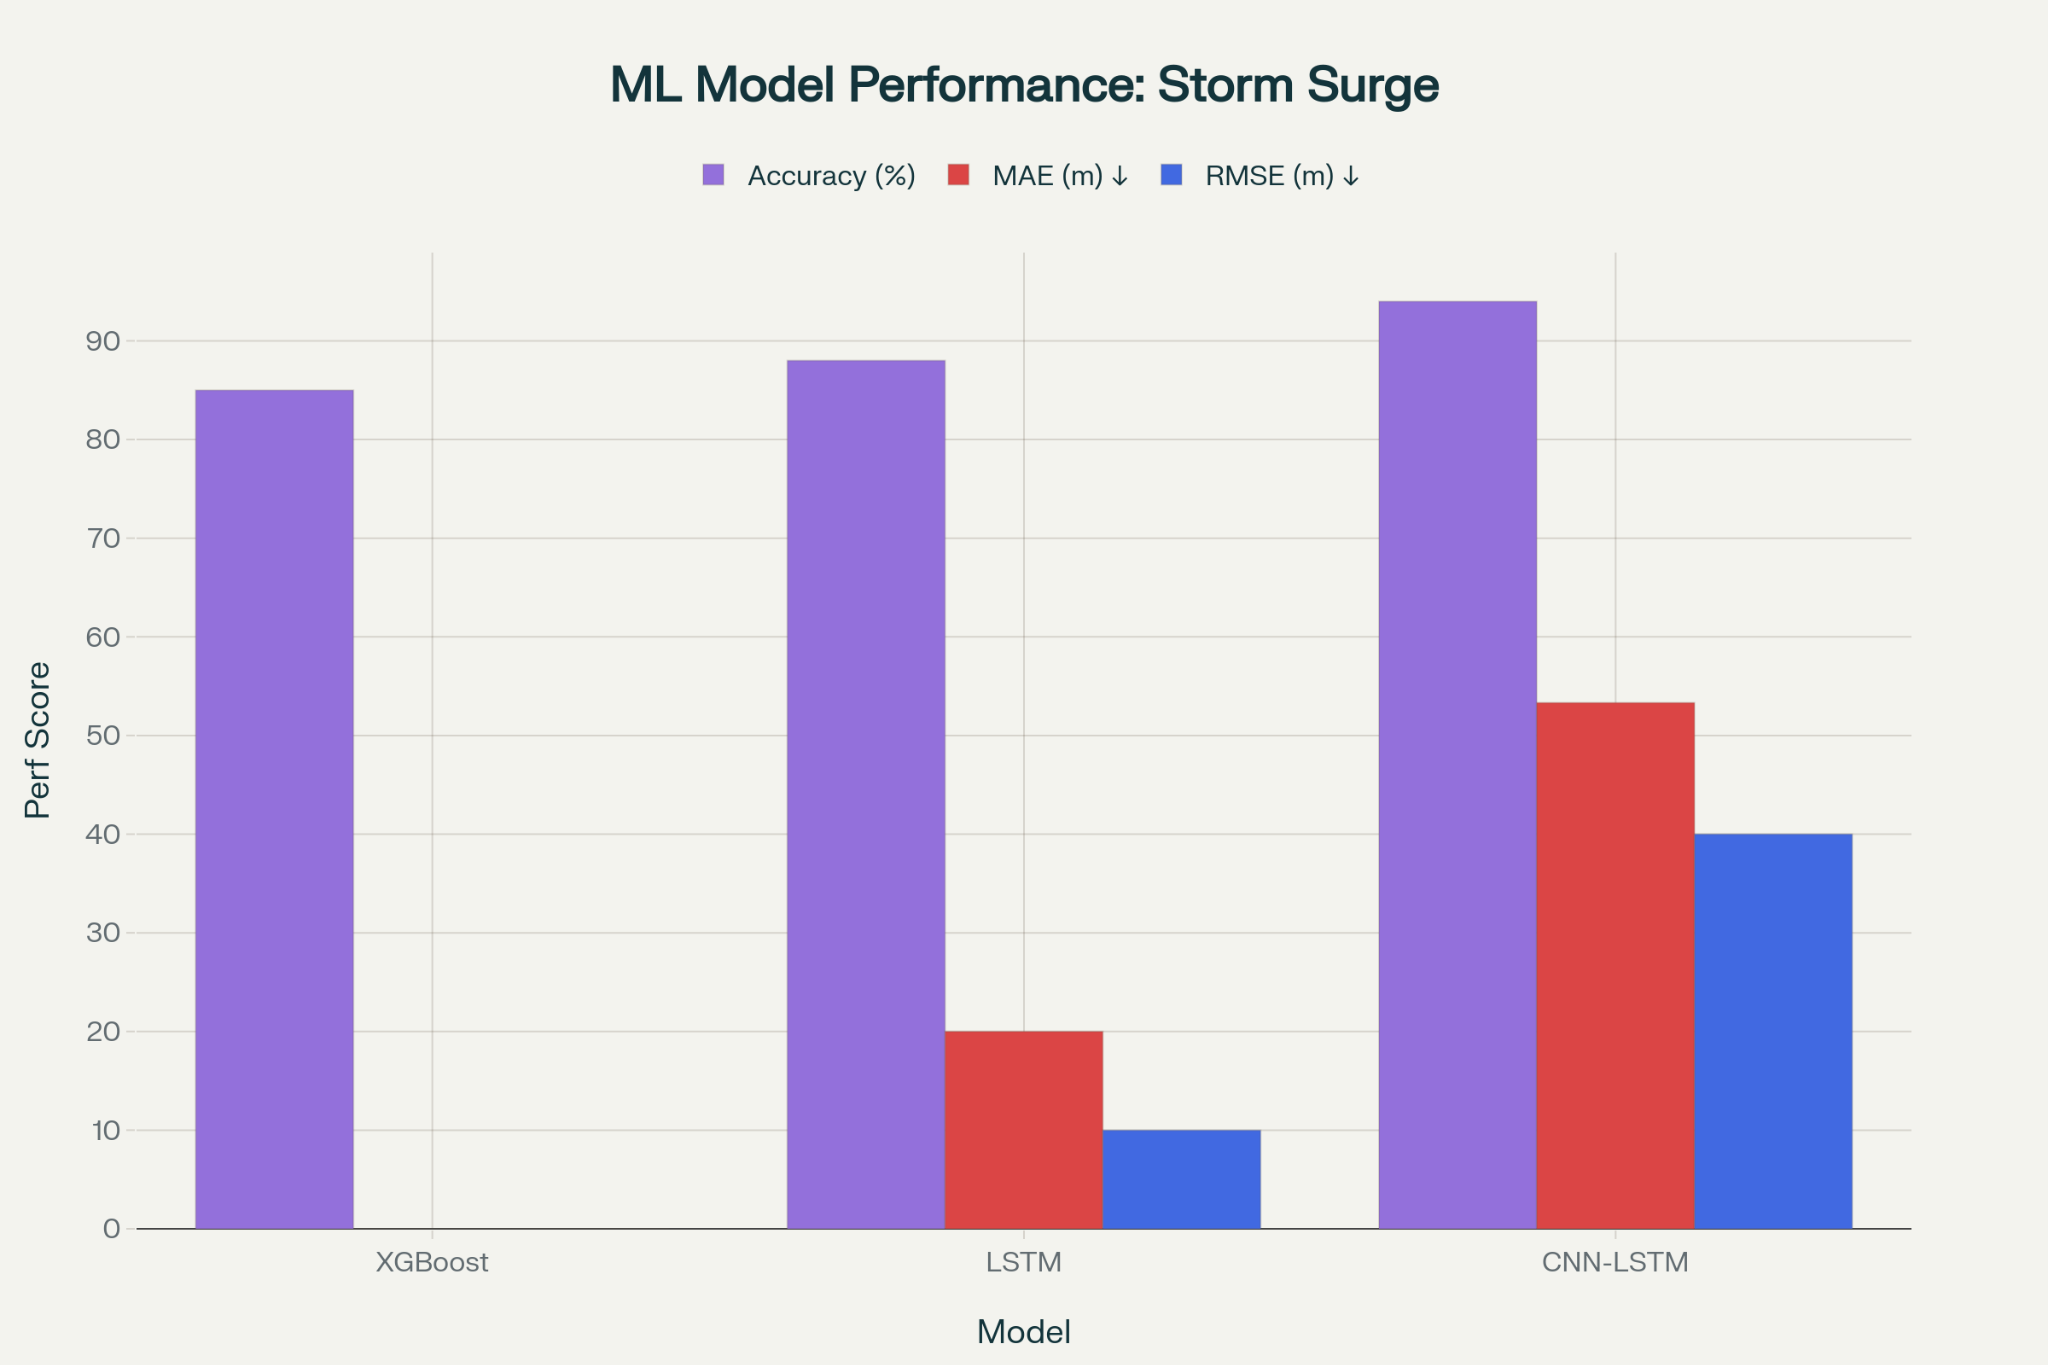 ML Model Performance: Storm Surge
Accuracy (%) MAE (m) ↓ RMSE (m) ↓
Perf Score
90
80
70
60
50
40
30
20
10
0
XGBoost LSTM CNN-LSTM
Model